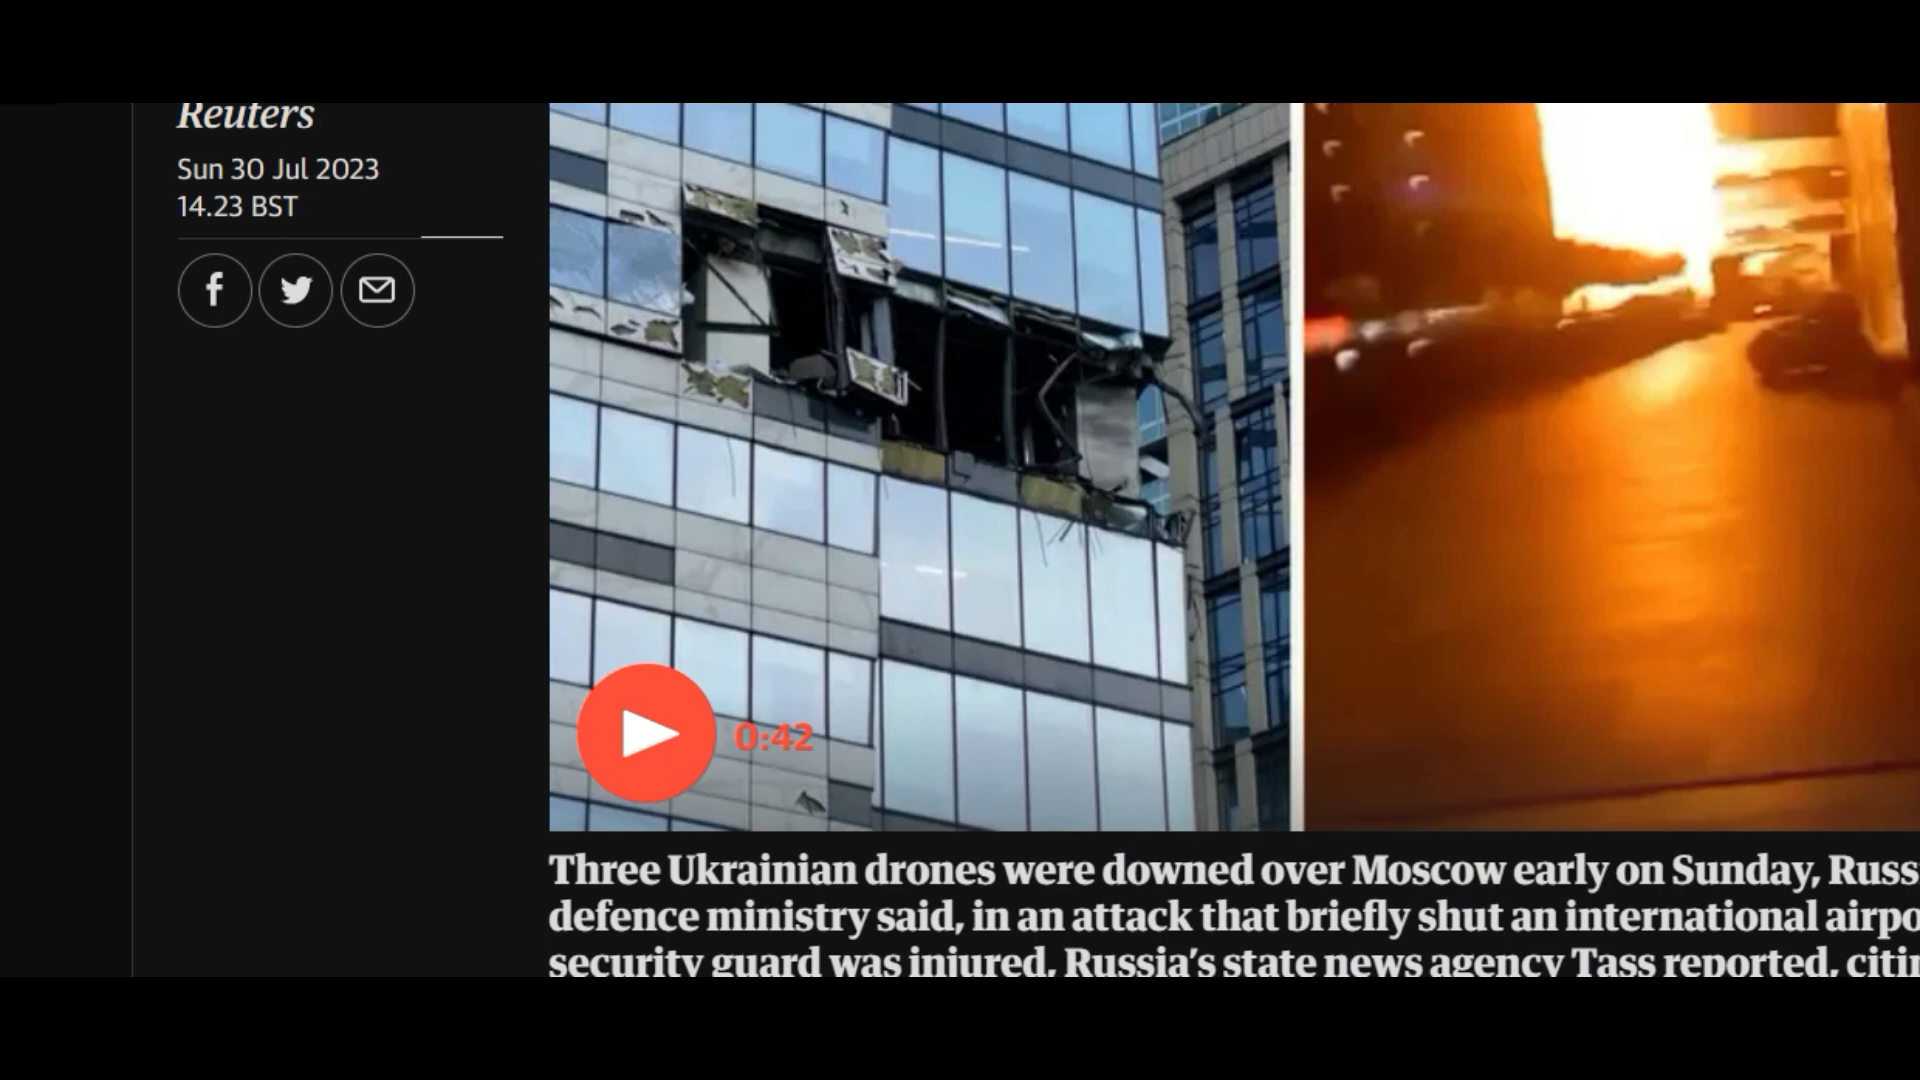 Reuters
Sun 30 Jul 2023
14.23 BST
0:42
Three Ukrainian drones were downed over Moscow early on Sunday, Russ
defence ministry said, in an attack that briefly shut an international airpo
security guard was injured, Russia's state news agency Tass reported, citin